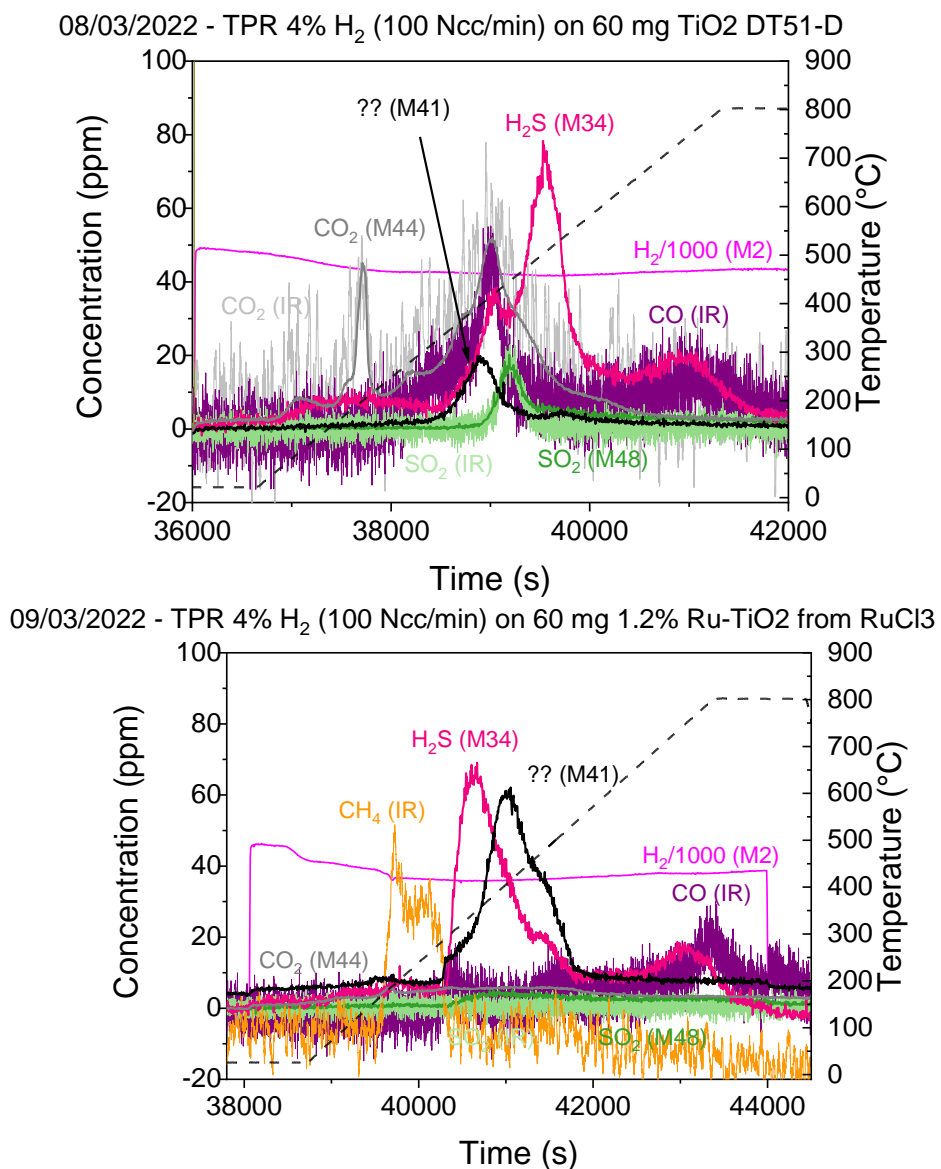 08/03/2022 - TPR 4% H₂ (100 Ncc/min) on 60 mg TiO2 DT51-D
100
80
60
40
20
0
-20
900
800
700
600
500
400
300
200
100
0
36000 38000 40000 42000
Concentration (ppm)
Temperature (°C)
Time (s)
?? (M41)
H₂S (M34)
CO₂ (M44)
H₂/1000 (M2)
CO₂ (IR)
CO (IR)
SO₂ (IR)
SO₂ (M48)
09/03/2022 - TPR 4% H₂ (100 Ncc/min) on 60 mg 1.2% Ru-TiO2 from RuCl3
100
80
60
40
20
0
-20
900
800
700
600
500
400
300
200
100
0
38000 40000 42000 44000
Concentration (ppm)
Temperature (°C)
Time (s)
H₂S (M34)
?? (M41)
CH₄ (IR)
H₂/1000 (M2)
CO (IR)
CO₂ (M44)
SO₂ (IR)
SO₂ (M48)